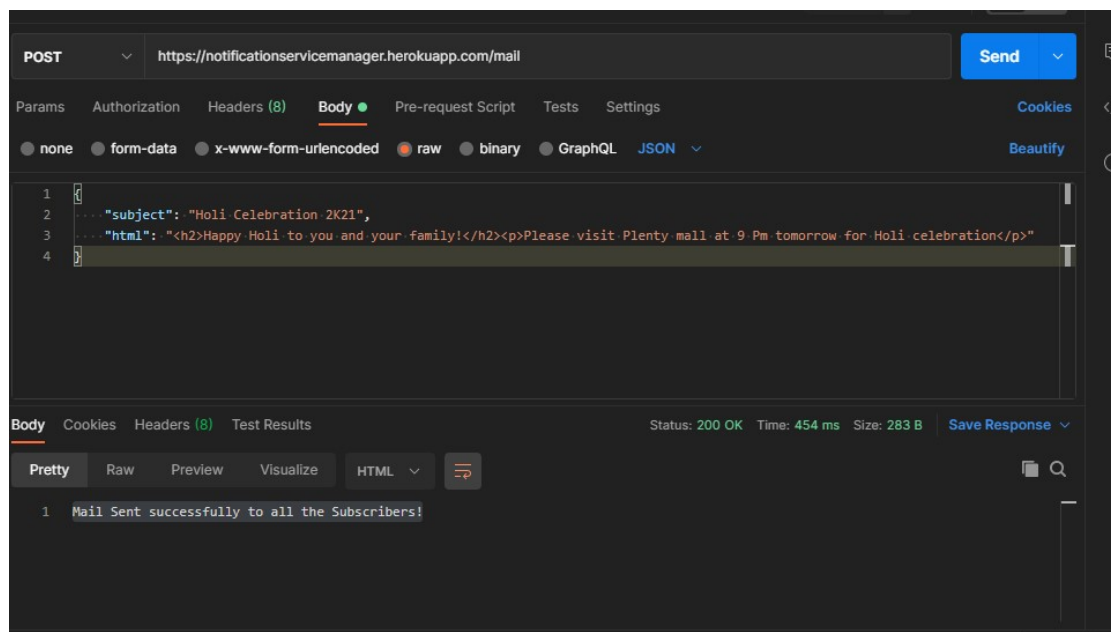 POST https://notificationservicemanager.herokuapp.com/mail Send
Params Authorization Headers (8) Body Pre-request Script Tests Settings Cookies
none form-data x-www-form-urlencoded raw binary GraphQL JSON Beautify
1 {
2 "subject": "Holi Celebration 2K21",
3 "html": "<h2>Happy Holi to you and your family!</h2><p>Please visit Plenty mall at 9 Pm tomorrow for Holi celebration</p>"
4 }
Body Cookies Headers (8) Test Results Status: 200 OK Time: 454 ms Size: 283 B Save Response
Pretty Raw Preview Visualize HTML
1 Mail Sent successfully to all the Subscribers!